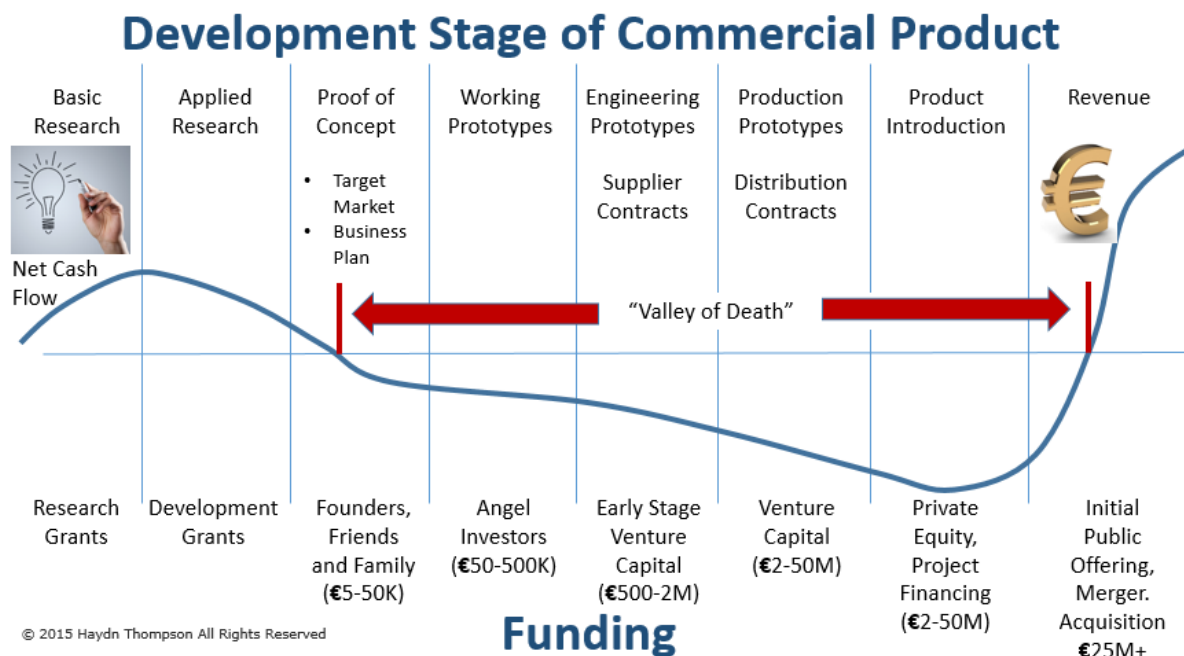 Development Stage of Commercial Product
Basic
Research
Applied
Research
Proof of
Concept
• Target
Market
• Business
Plan
Working
Prototypes
Engineering
Prototypes
Supplier
Contracts
Production
Prototypes
Distribution
Contracts
Product
Introduction
Revenue
€
Net Cash
Flow
“Valley of Death”
Research
Grants
Development
Grants
Founders,
Friends
and Family
(€5-50K)
Angel
Investors
(€50-500K)
Early Stage
Venture
Capital
(€500-2M)
Venture
Capital
(€2-50M)
Private
Equity,
Project
Financing
(€2-50M)
Initial
Public
Offering,
Merger.
Acquisition
€25M+
© 2015 Haydn Thompson All Rights Reserved
Funding